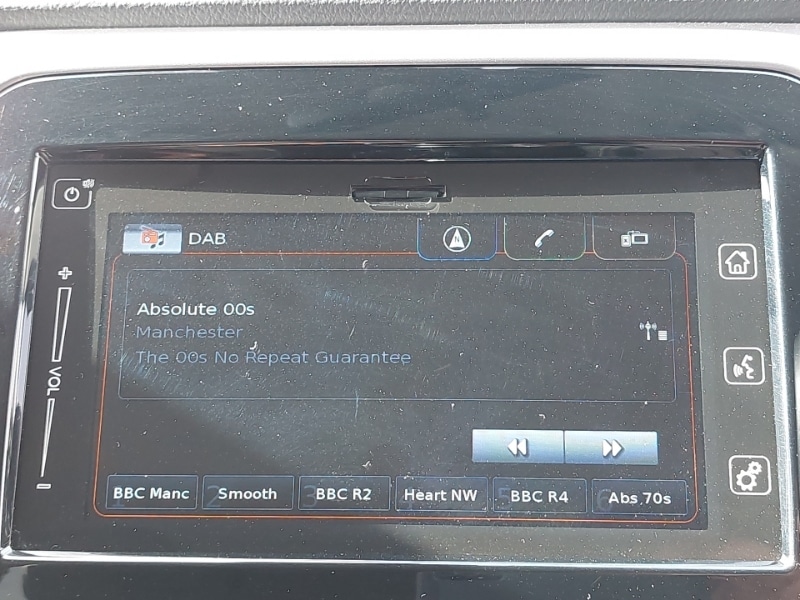 DAB
Absolute 00s
Manchester
The 00s No Repeat Guarantee
VOL
BBC Manc Smooth BBC R2 Heart NW BBC R4 Abs 70s